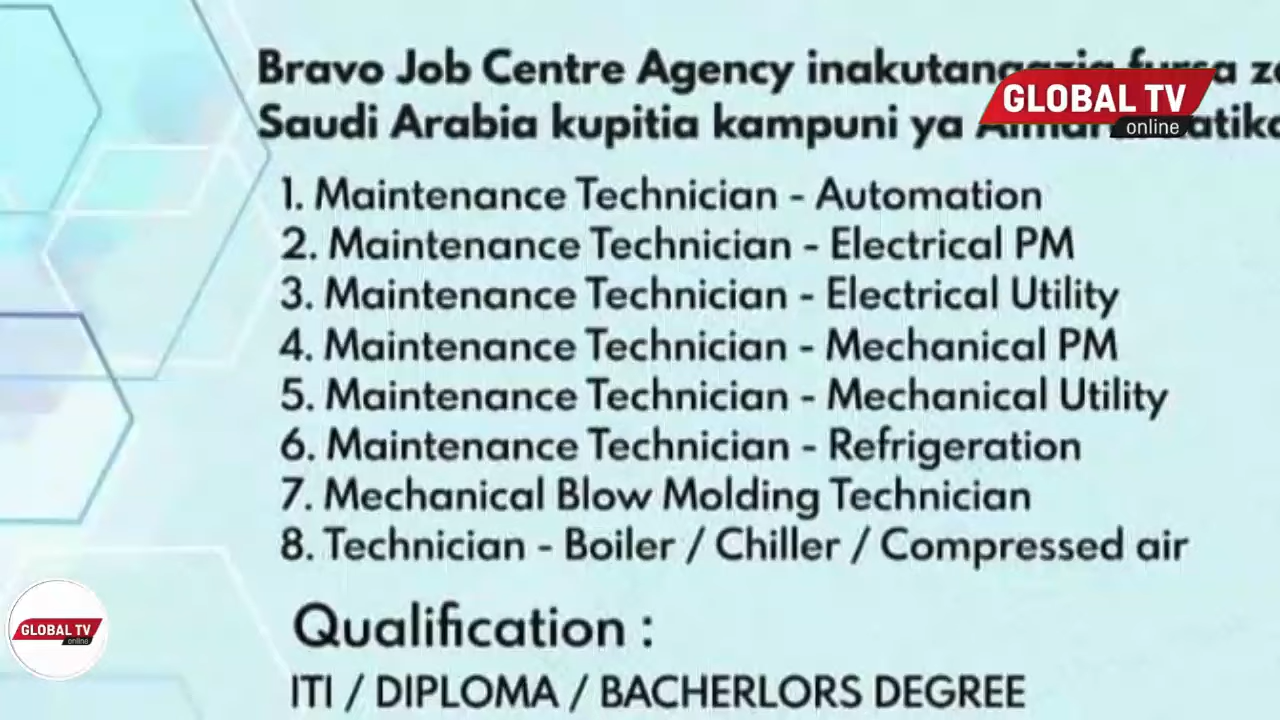 Bravo Job Centre Agency inakutangazia fursa
GLOBAL TV
online
Saudi Arabia kupitia kampuni ya
1. Maintenance Technician - Automation
2. Maintenance Technician - Electrical PM
3. Maintenance Technician - Electrical Utility
4. Maintenance Technician - Mechanical PM
5. Maintenance Technician - Mechanical Utility
6. Maintenance Technician - Refrigeration
7. Mechanical Blow Molding Technician
8. Technician - Boiler / Chiller / Compressed air
GLOBAL TV
online
Qualification :
ITI / DIPLOMA / BACHERLORS DEGREE